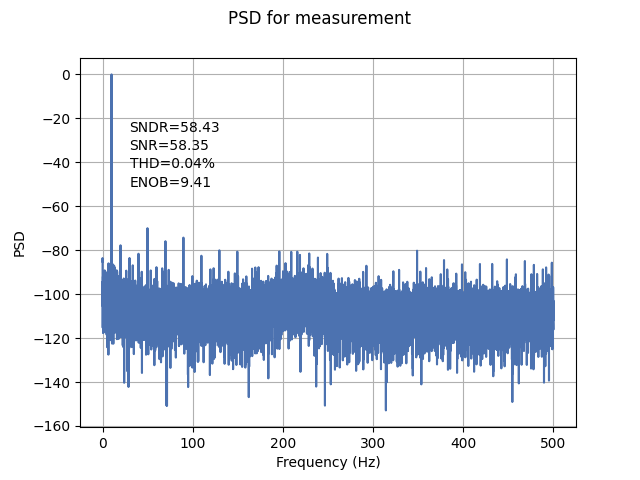 PSD for measurement
0
−20
−40
−60
−80
−100
−120
−140
−160
PSD
SNDR=58.43
SNR=58.35
THD=0.04%
ENOB=9.41
0 100 200 300 400 500
Frequency (Hz)